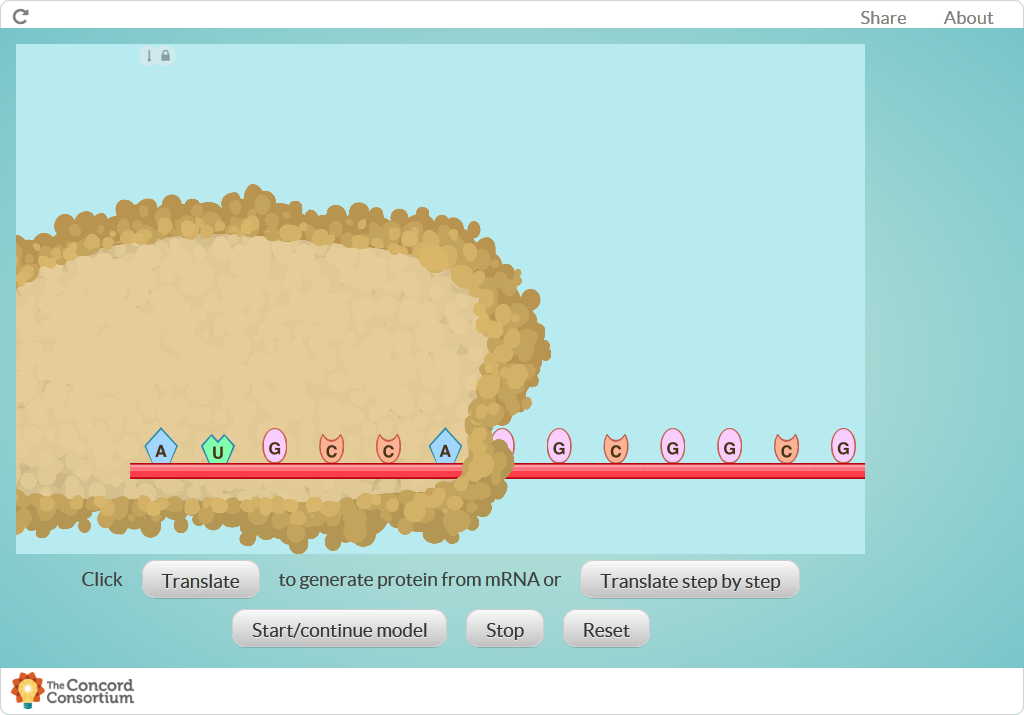 Share About
A U G C C A G C G G C G
Click Translate to generate protein from mRNA or Translate step by step
Start/continue model Stop Reset
The Concord
Consortium